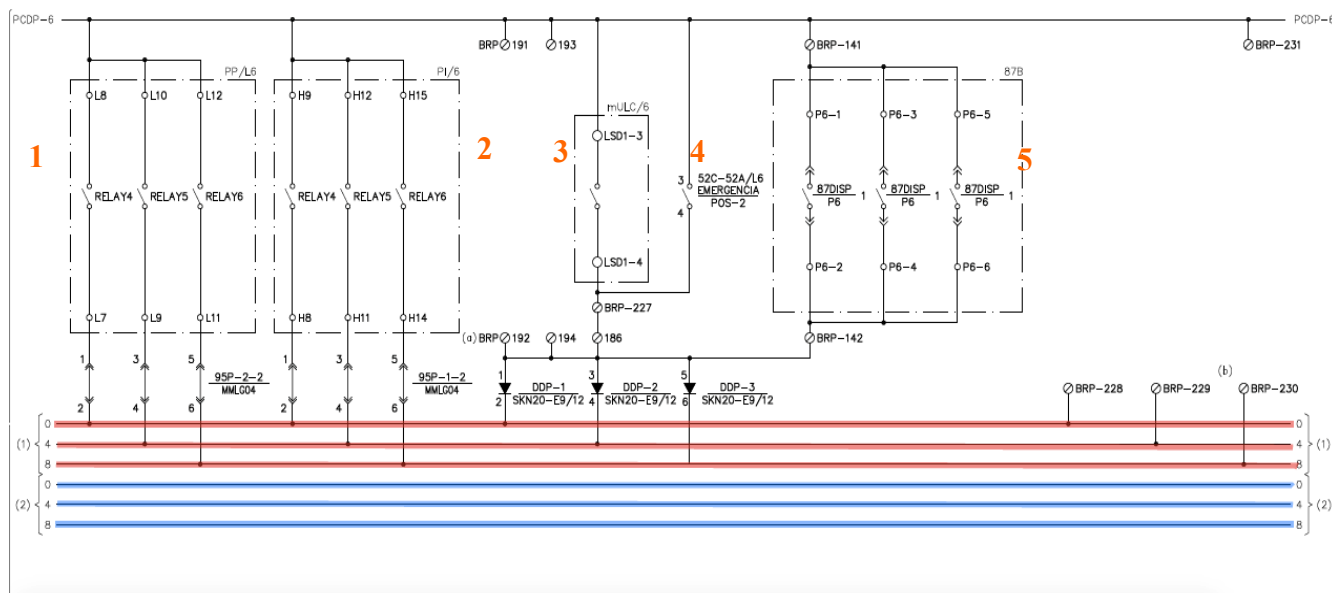 PCDP-6 PCDP-6
BRP 191 193 BRP-141 BRP-231
PP/L6 PI/6 87B
L8 L10 L12 H9 H12 H15
mULC/6
P6-1 P6-3 P6-5
LSD1-3
1 2 3 4 5
52C-52A/L6
EMERGENCIA
POS-2
3
4
RELAY4 RELAY5 RELAY6 RELAY4 RELAY5 RELAY6
87DISP 1 87DISP 1 87DISP 1
P6 P6 P6
LSD1-4 P6-2 P6-4 P6-6
BRP-227
L7 L9 L11 H8 H11 H14
(a) BRP 192 194 186 BRP-142
1 3 5 1 3 5
95P-2-2 95P-1-2
MMLG04 MMLG04
(b)
1 DDP-1 3 DDP-2 5 DDP-3
2 SKN20-E9/12 4 SKN20-E9/12 6 SKN20-E9/12
BRP-228 BRP-229 BRP-230
2 4 6 2 4 6
0 0
(1) 4 4 (1)
8 8
0 0
(2) 4 4 (2)
8 8